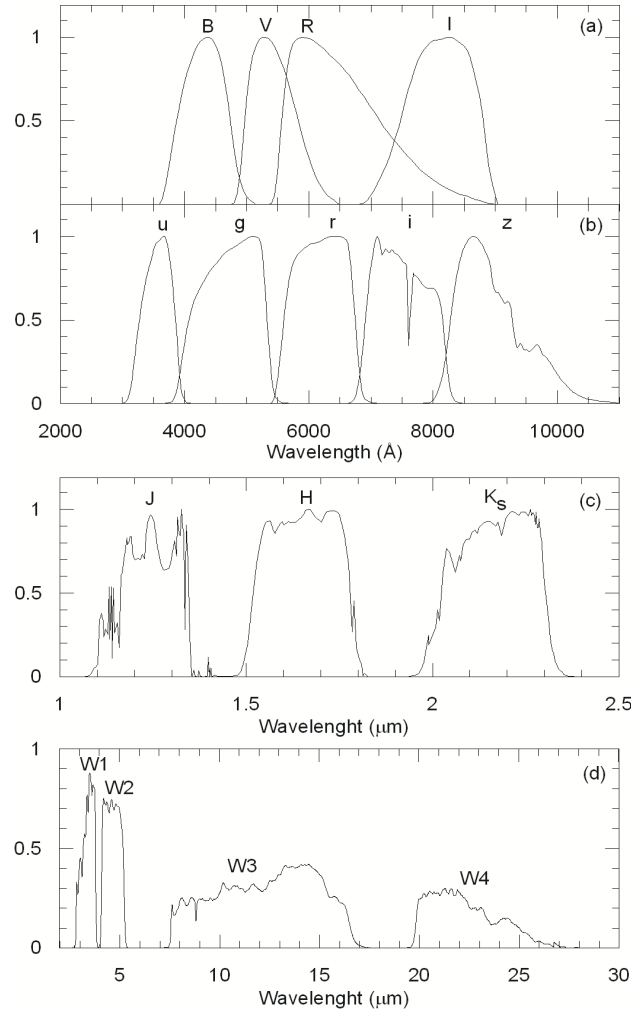 B V R I (a)
1
0.5
u g r i z (b)
1
0.5
0
2000 4000 6000 8000 10000
Wavelength (Å)
J H Ks (c)
1
0.5
0
1 1.5 2 2.5
Wavelenght (μm)
1
W1 (d)
W2
0.5
W3 W4
0
5 10 15 20 25 30
Wavelenght (μm)